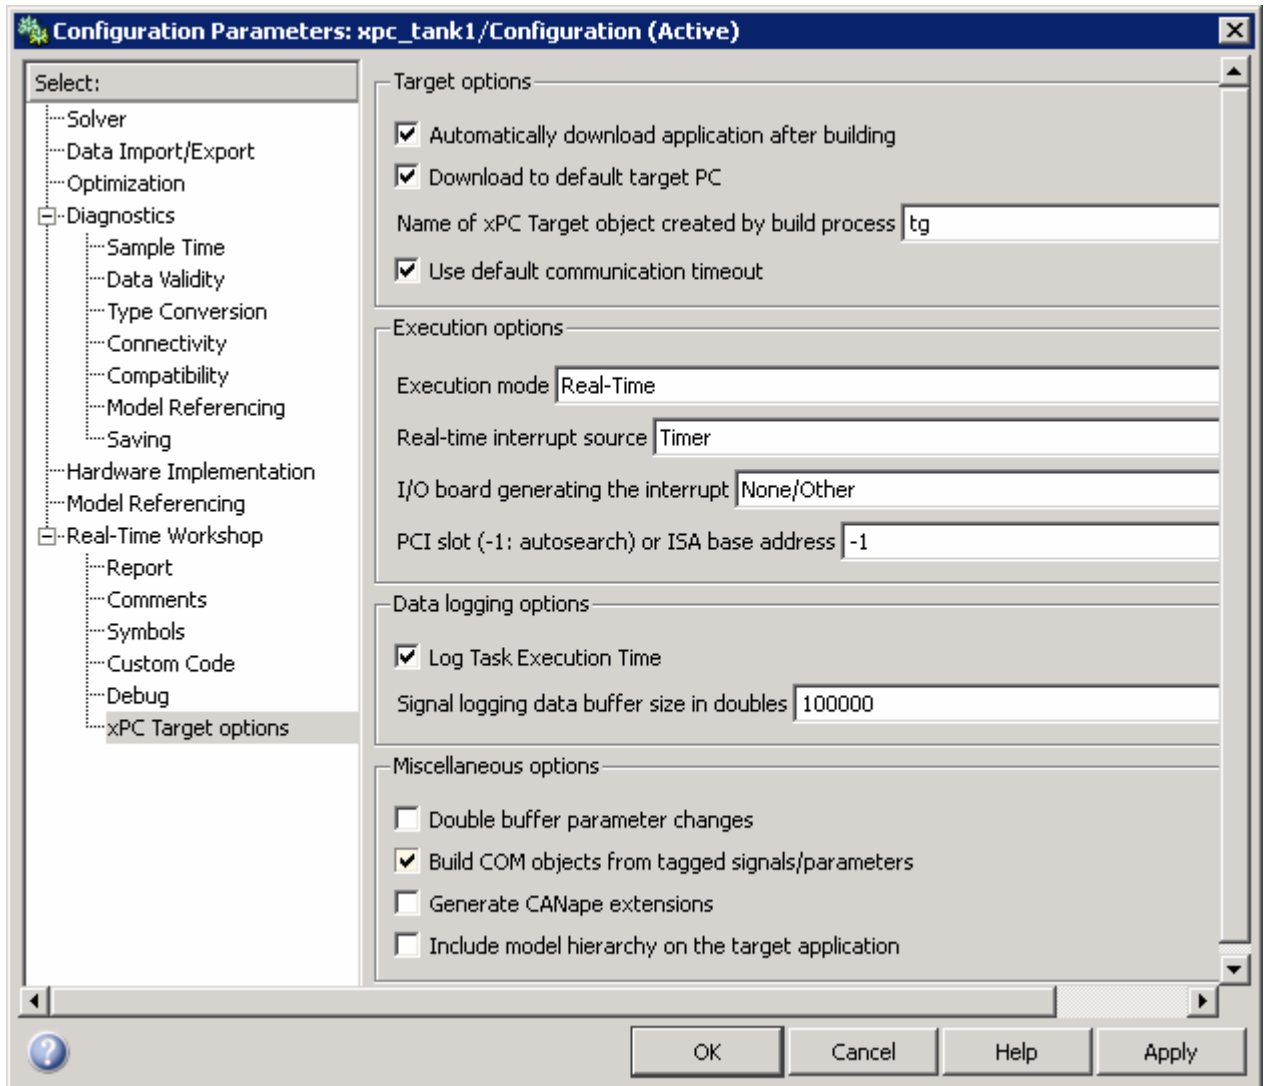 Configuration Parameters: xpc_tank1/Configuration (Active)
Select:
Solver
Data Import/Export
Optimization
Diagnostics
Sample Time
Data Validity
Type Conversion
Connectivity
Compatibility
Model Referencing
Saving
Hardware Implementation
Model Referencing
Real-Time Workshop
Report
Comments
Symbols
Custom Code
Debug
xPC Target options
Target options
Automatically download application after building
Download to default target PC
Name of xPC Target object created by build process tg
Use default communication timeout
Execution options
Execution mode Real-Time
Real-time interrupt source Timer
I/O board generating the interrupt None/Other
PCI slot (-1: autosearch) or ISA base address -1
Data logging options
Log Task Execution Time
Signal logging data buffer size in doubles 100000
Miscellaneous options
Double buffer parameter changes
Build COM objects from tagged signals/parameters
Generate CANape extensions
Include model hierarchy on the target application
OK Cancel Help Apply